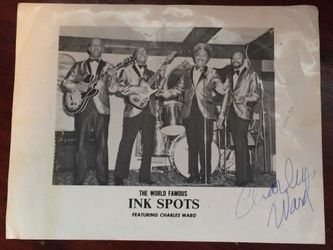 THE WORLD FAMOUS
INK SPOTS
FEATURING CHARLES WARD
Charles
Ward